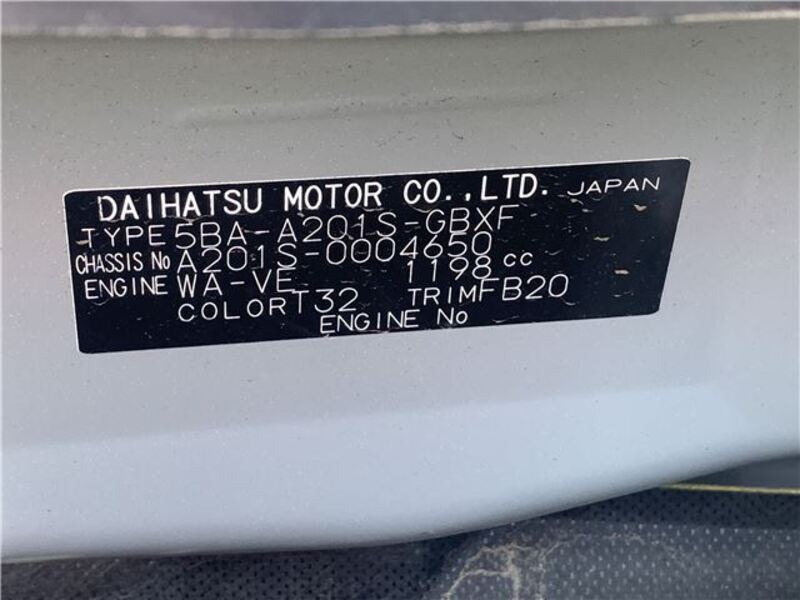 DAIHATSU MOTOR CO.,LTD. JAPAN
TYPE 5BA-A201S-GBXF
CHASSIS No A201S-0004650
ENGINE WA-VE 1198 cc
COLOR T32 TRIM FB20
ENGINE No